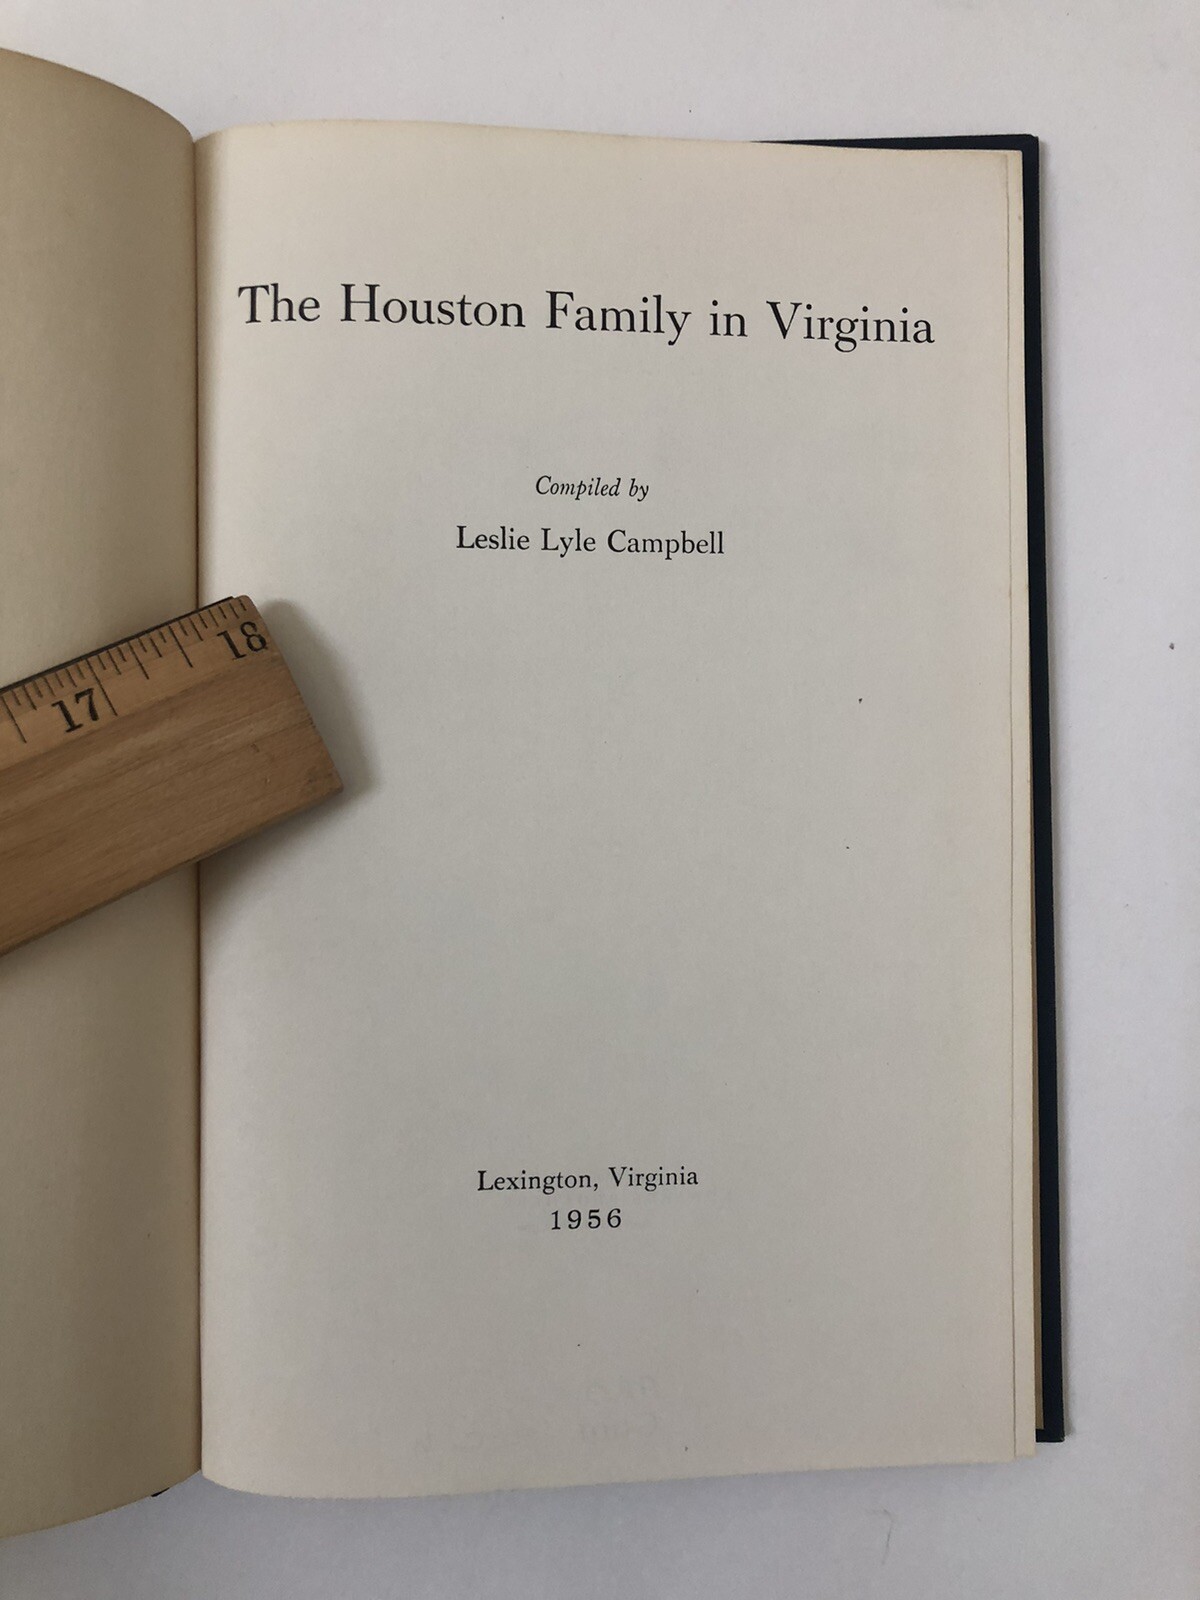 The Houston Family in Virginia
Compiled by
Leslie Lyle Campbell
17 18
Lexington, Virginia
1956